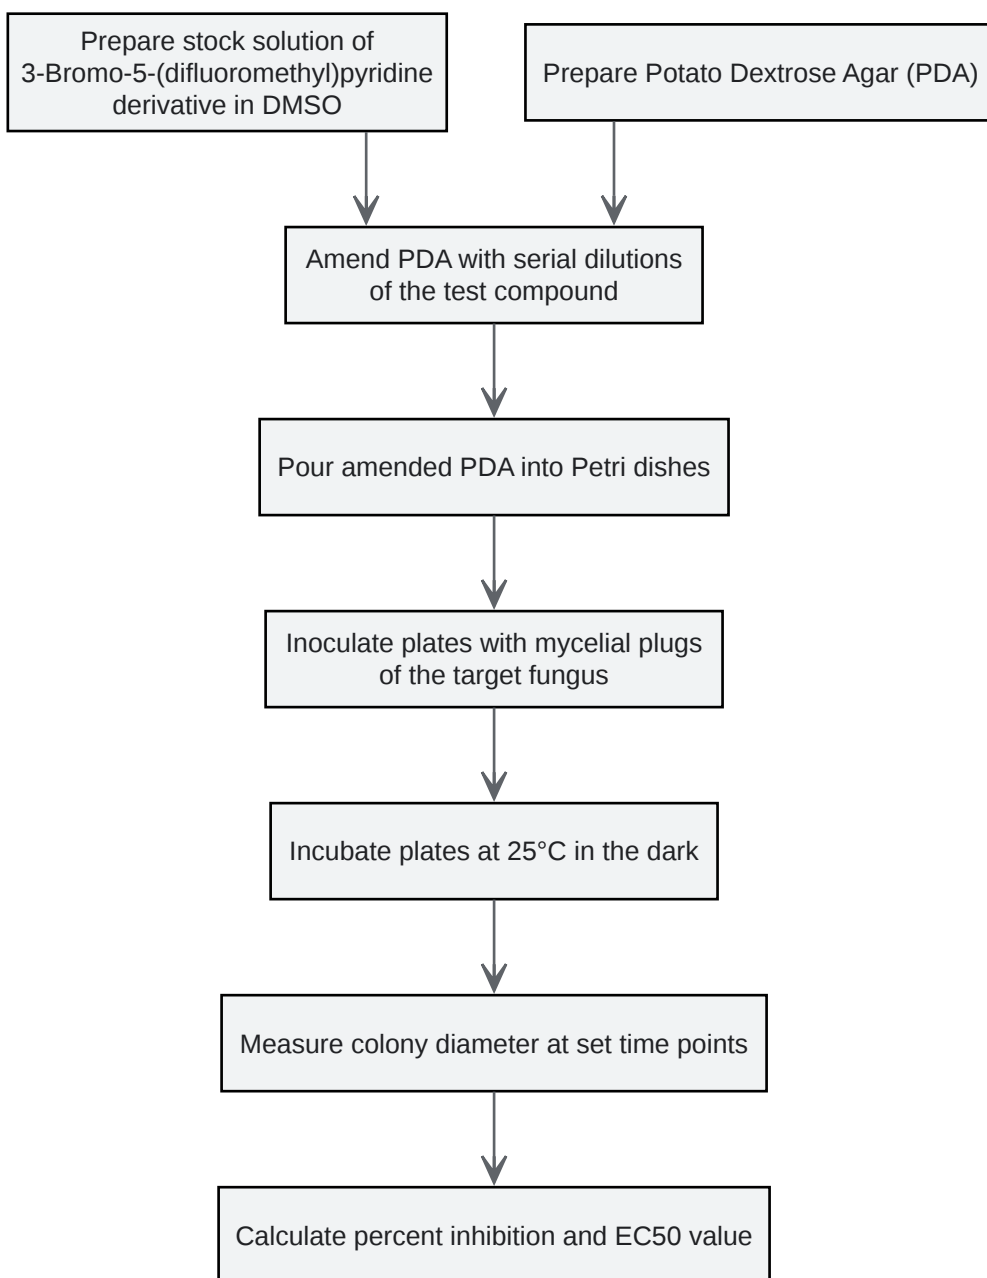 Prepare stock solution of
3-Bromo-5-(difluoromethyl)pyridine
derivative in DMSO
Prepare Potato Dextrose Agar (PDA)
Amend PDA with serial dilutions
of the test compound
Pour amended PDA into Petri dishes
Inoculate plates with mycelial plugs
of the target fungus
Incubate plates at 25°C in the dark
Measure colony diameter at set time points
Calculate percent inhibition and EC50 value